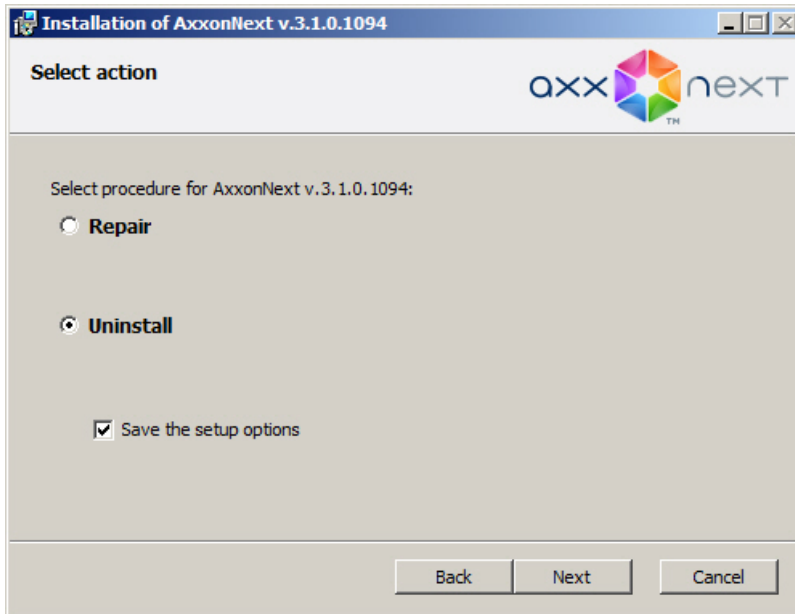 Installation of AxxonNext v.3.1.0.1094
Select action
axx next
TM
Select procedure for AxxonNext v.3.1.0.1094:
Repair
Uninstall
Save the setup options
Back Next Cancel